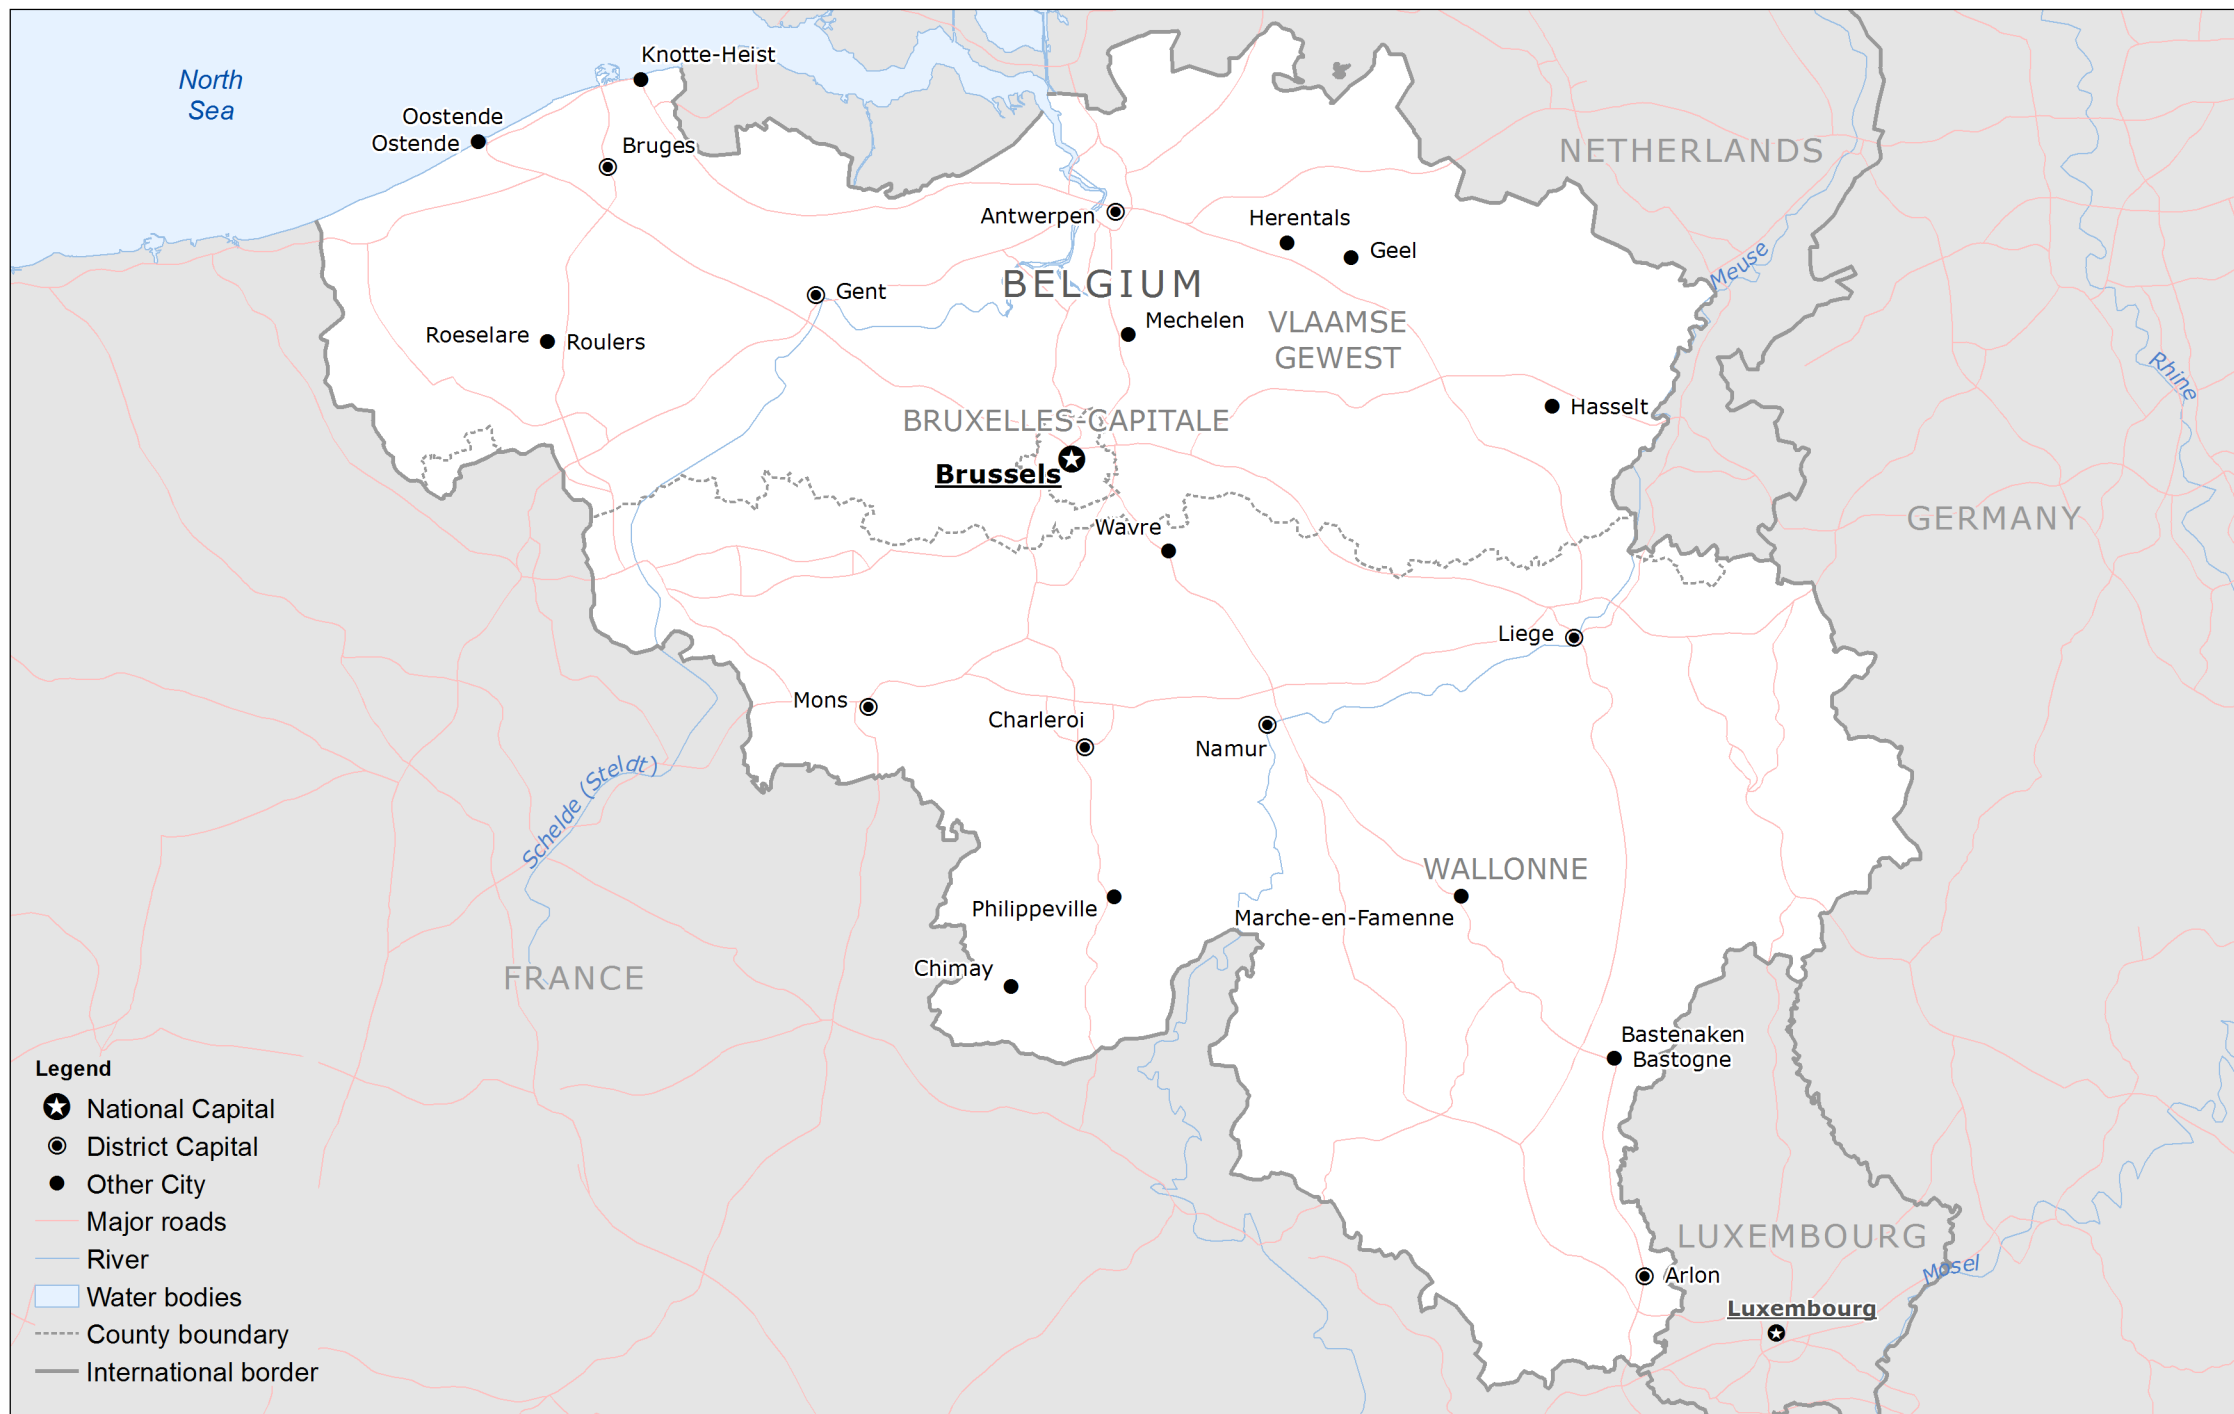 North
Sea
Knotte-Heist
Oostende
Ostende
Bruges
NETHERLANDS
Antwerpen
Herentals
Geel
Meuse
BELGIUM
Gent
Mechelen
VLAAMSE
GEWEST
Roeselare
Roulers
Rhine
Hasselt
BRUXELLES-CAPITALE
Brussels
Wavre
GERMANY
Liege
Mons
Charleroi
Namur
Schelde (Steldt)
WALLONNE
Philippeville
Marche-en-Famenne
Chimay
FRANCE
Bastenaken
Bastogne
LUXEMBOURG
Mosel
Arlon
Luxembourg
Legend
National Capital
District Capital
Other City
Major roads
River
Water bodies
County boundary
International border